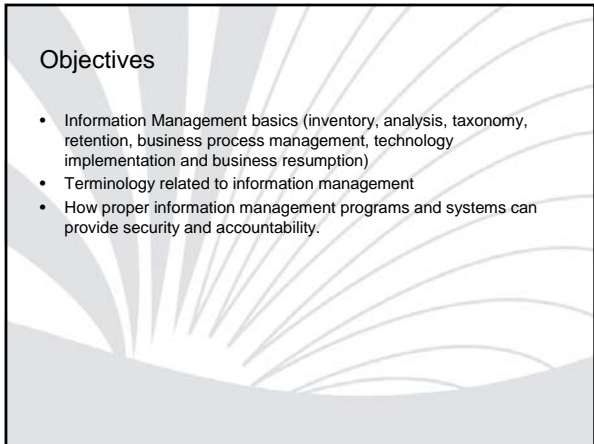 Objectives
• Information Management basics (inventory, analysis, taxonomy,
retention, business process management, technology
implementation and business resumption)
• Terminology related to information management
• How proper information management programs and systems can
provide security and accountability.